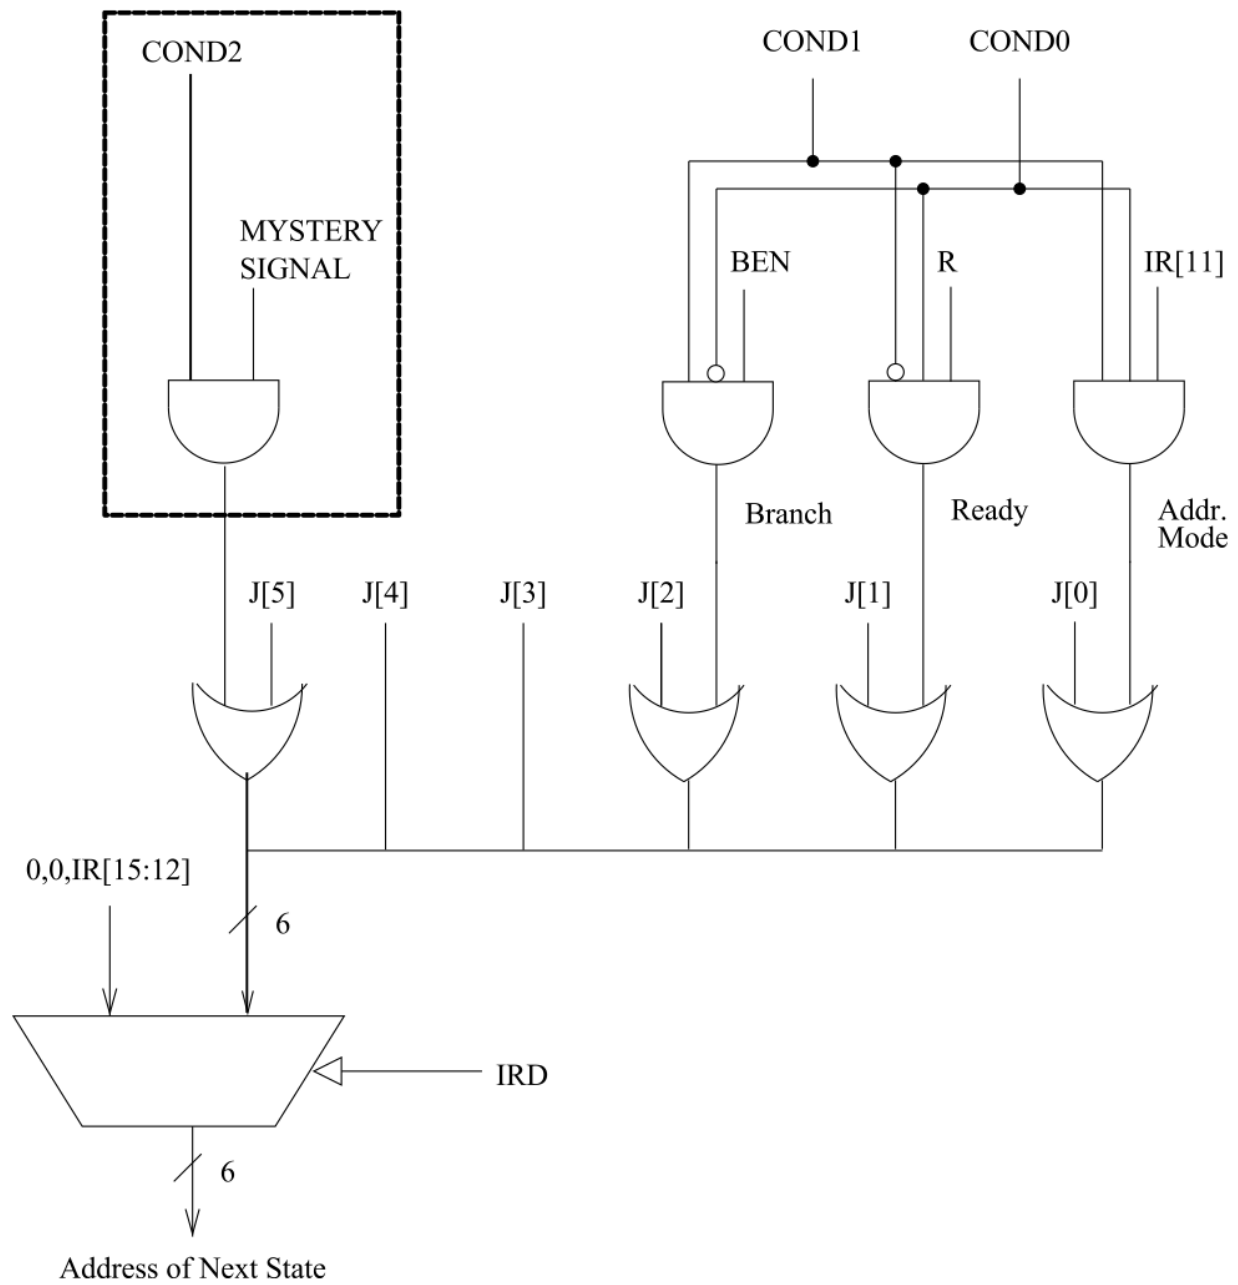 COND2
COND1
COND0
MYSTERY
SIGNAL
BEN
R
IR[11]
Branch
Ready
Addr.
Mode
J[5]
J[4]
J[3]
J[2]
J[1]
J[0]
0,0,IR[15:12]
6
IRD
6
Address of Next State